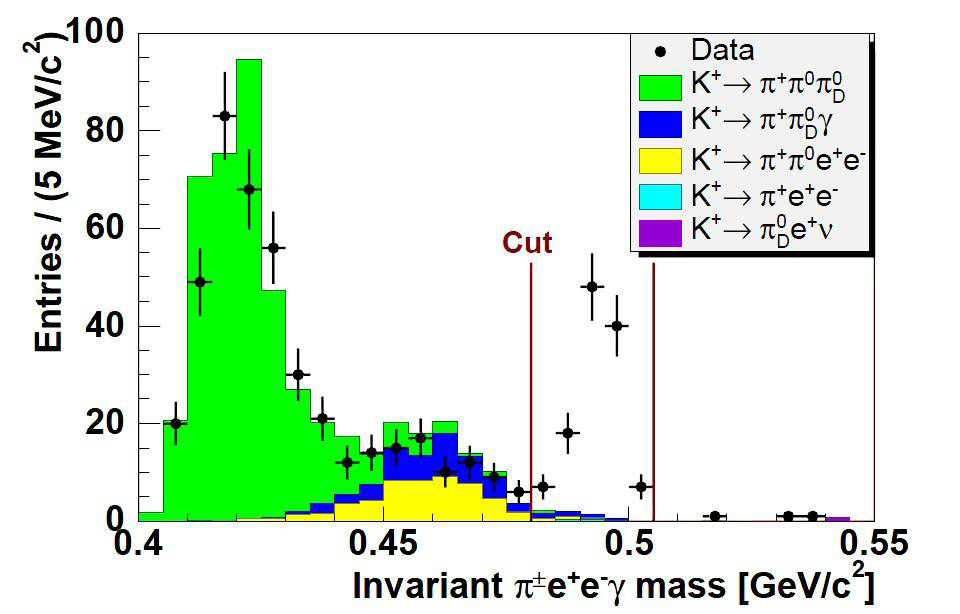 Entries / (5 MeV/c²)
100
80
60
40
20
0
0.4
0.45
0.5
0.55
Invariant π±e⁺e⁻γ mass [GeV/c²]
Cut
Data
K⁺→ π⁺π⁰π⁰_D
K⁺→ π⁺π⁰_Dγ
K⁺→ π⁺π⁰e⁺e⁻
K⁺→ π⁺e⁺e⁻
K⁺→ π⁰_De⁺ν